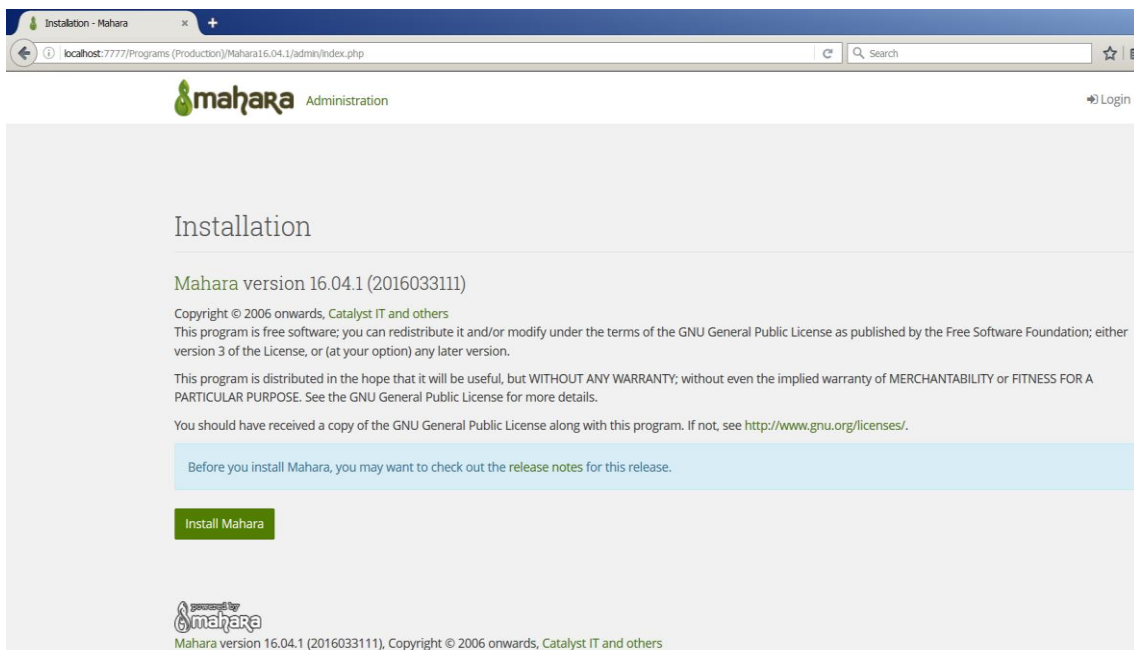 Installation - Mahara
localhost:7777/Programs (Production)/Mahara16.04.1/admin/index.php
Search
mahara Administration
Login
Installation
Mahara version 16.04.1 (2016033111)
Copyright © 2006 onwards, Catalyst IT and others
This program is free software; you can redistribute it and/or modify under the terms of the GNU General Public License as published by the Free Software Foundation; either
version 3 of the License, or (at your option) any later version.
This program is distributed in the hope that it will be useful, but WITHOUT ANY WARRANTY; without even the implied warranty of MERCHANTABILITY or FITNESS FOR A
PARTICULAR PURPOSE. See the GNU General Public License for more details.
You should have received a copy of the GNU General Public License along with this program. If not, see http://www.gnu.org/licenses/.
Before you install Mahara, you may want to check out the release notes for this release.
Install Mahara
powered by
mahara
Mahara version 16.04.1 (2016033111), Copyright © 2006 onwards, Catalyst IT and others